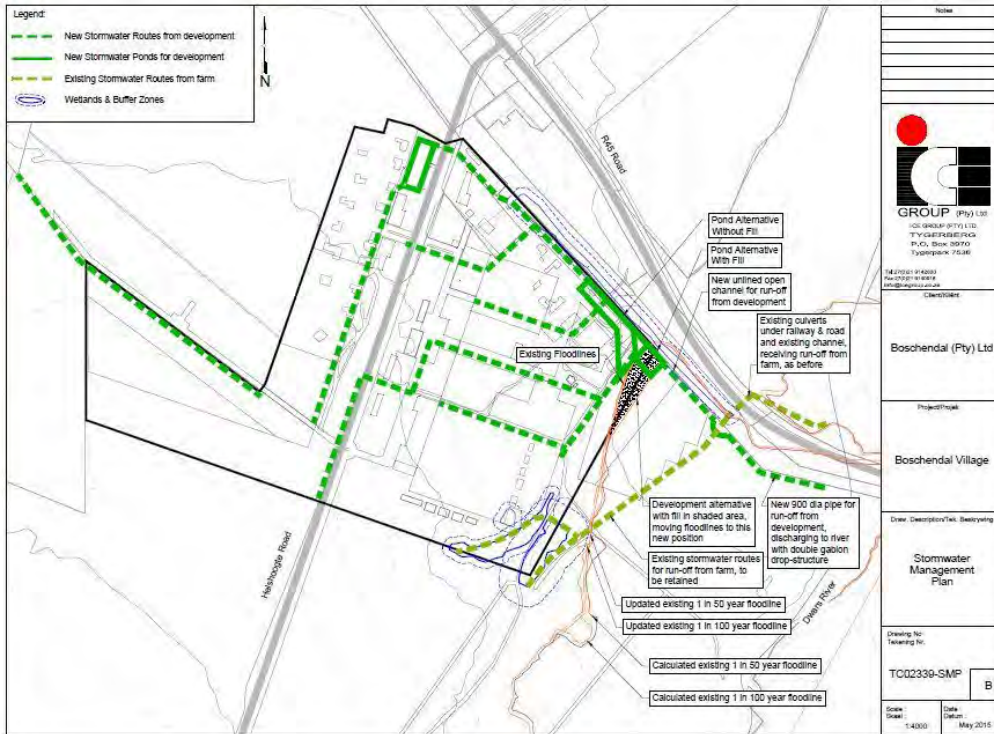 Legend:
New Stormwater Routes from development
New Stormwater Ponds for development
Existing Stormwater Routes from farm
Wetlands & Buffer Zones
N
R45 Road
Pond Alternative
Without Fill
Pond Alternative
With Fill
New unlined open
channel for run-off
from development
Existing culverts
under railway & road
and existing channel,
receiving run-off from
farm, as before
Existing Floodlines
Helshoogte Road
Development alternative
with fill in shaded area,
moving floodlines to this
new position
New 900 dia pipe for
run-off from
development,
discharging to river
with double gabion
drop-structure
Existing stormwater routes
for run-off from farm, to
be retained
Updated existing 1 in 50 year floodline
Updated existing 1 in 100 year floodline
Dwars River
Calculated existing 1 in 50 year floodline
Calculated existing 1 in 100 year floodline
Notes
ICE
GROUP (Pty) Ltd
ICE GROUP (PTY) LTD
TYGERBERG
P.O. Box 3970
Tygerpark 7536
Client/Kliënt
Boschendal (Pty) Ltd
Project/Projek
Boschendal Village
Draw. Description/Tek. Beskrywing
Stormwater
Management
Plan
Drawing No
Tekening Nr.
TC02339-SMP
B
Scale :
Skaal :
1:4000
Date :
Datum :
May 2015